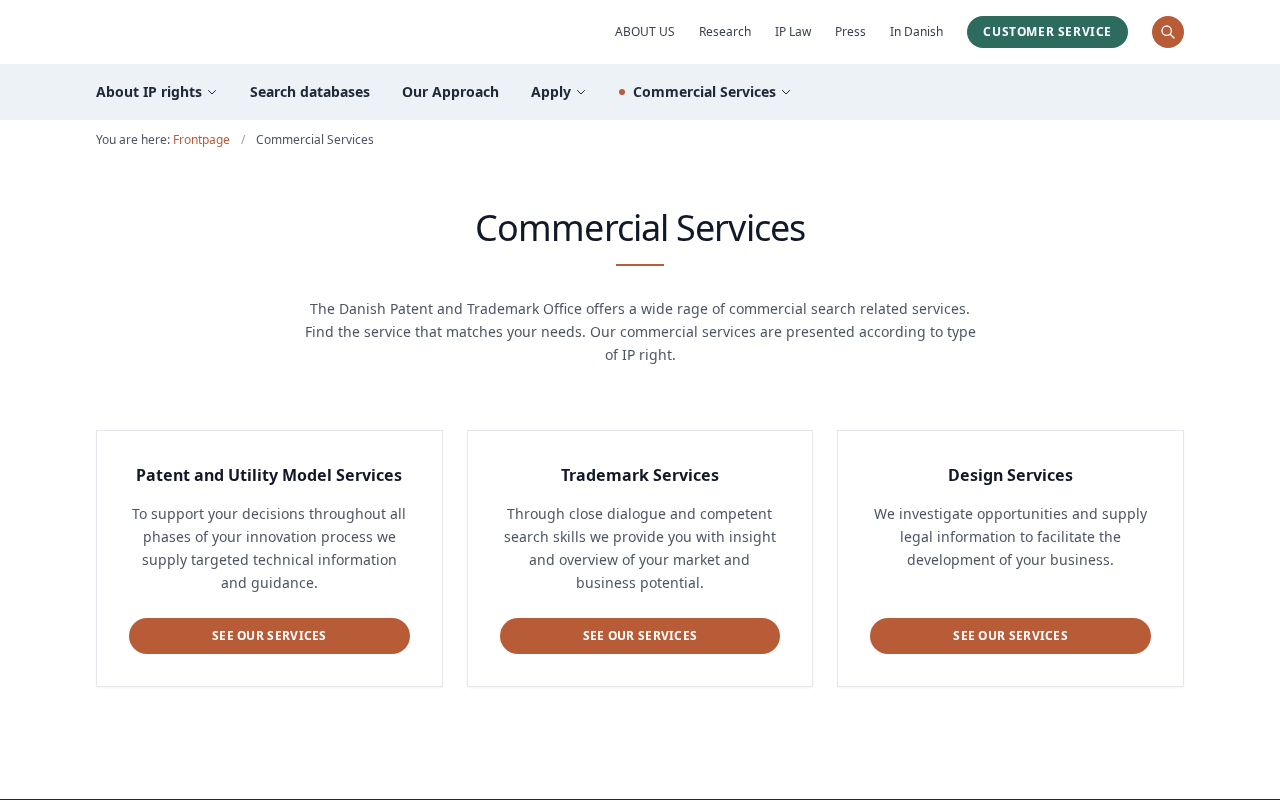 ABOUT US Research IP Law Press In Danish CUSTOMER SERVICE
About IP rights Search databases Our Approach Apply Commercial Services
You are here: Frontpage / Commercial Services
Commercial Services
The Danish Patent and Trademark Office offers a wide rage of commercial search related services.
Find the service that matches your needs. Our commercial services are presented according to type
of IP right.
Patent and Utility Model Services
To support your decisions throughout all
phases of your innovation process we
supply targeted technical information
and guidance.
SEE OUR SERVICES
Trademark Services
Through close dialogue and competent
search skills we provide you with insight
and overview of your market and
business potential.
SEE OUR SERVICES
Design Services
We investigate opportunities and supply
legal information to facilitate the
development of your business.
SEE OUR SERVICES